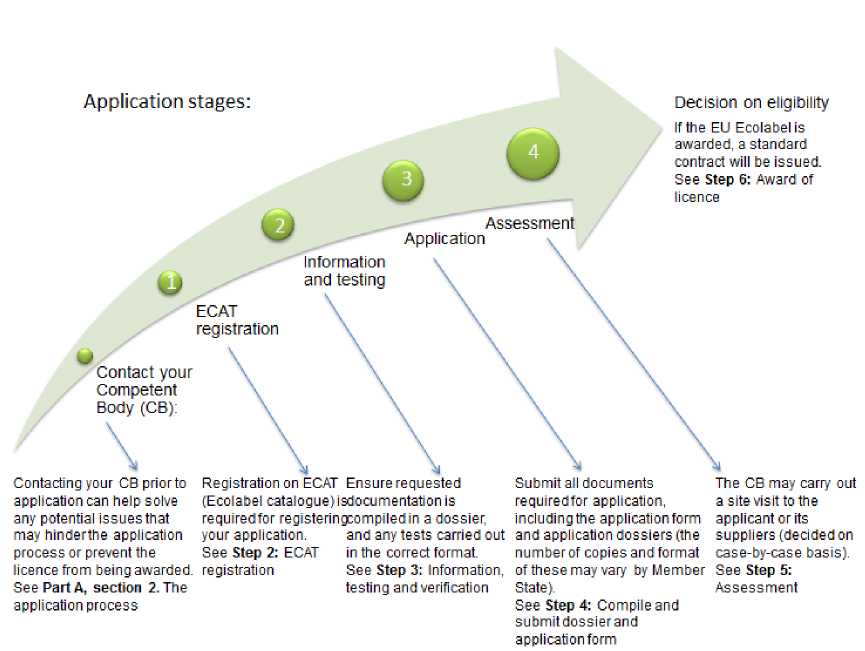 Application stages:
Decision on eligibility
If the EU Ecolabel is
awarded, a standard
contract will be issued.
See Step 6: Award of
licence
4
3
2
1
Assessment
Application
Information
and testing
ECAT
registration
Contact your
Competent
Body (CB):
Contacting your CB prior to
application can help solve
any potential issues that
may hinder the application
process or prevent the
licence from being awarded.
See Part A, section 2. The
application process
Registration on ECAT
(Ecolabel catalogue) is
required for registering
your application.
See Step 2: ECAT
registration
Ensure requested
documentation is
compiled in a dossier,
and any tests carried out
in the correct format.
See Step 3: Information,
testing and verification
Submit all documents
required for application,
including the application form
and application dossiers (the
number of copies and format
of these may vary by Member
State).
See Step 4: Compile and
submit dossier and
application form
The CB may carry out
a site visit to the
applicant or its
suppliers (decided on
case-by-case basis).
See Step 5:
Assessment